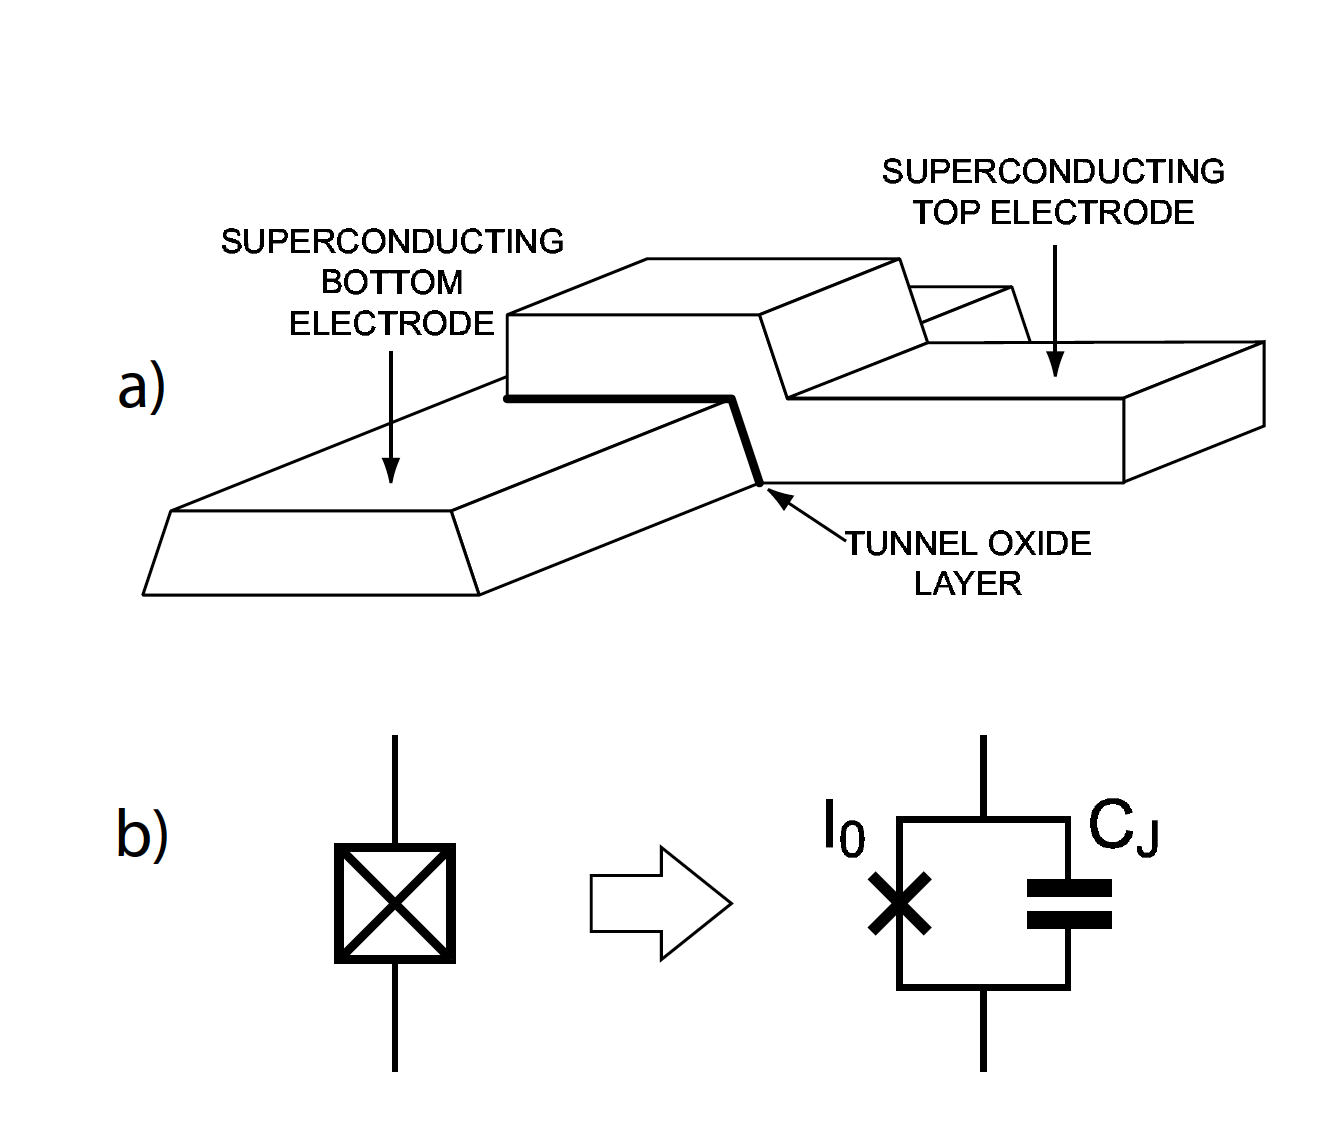 SUPERCONDUCTING
TOP ELECTRODE
SUPERCONDUCTING
BOTTOM
ELECTRODE
a)
TUNNEL OXIDE
LAYER
b)
I0
CJ